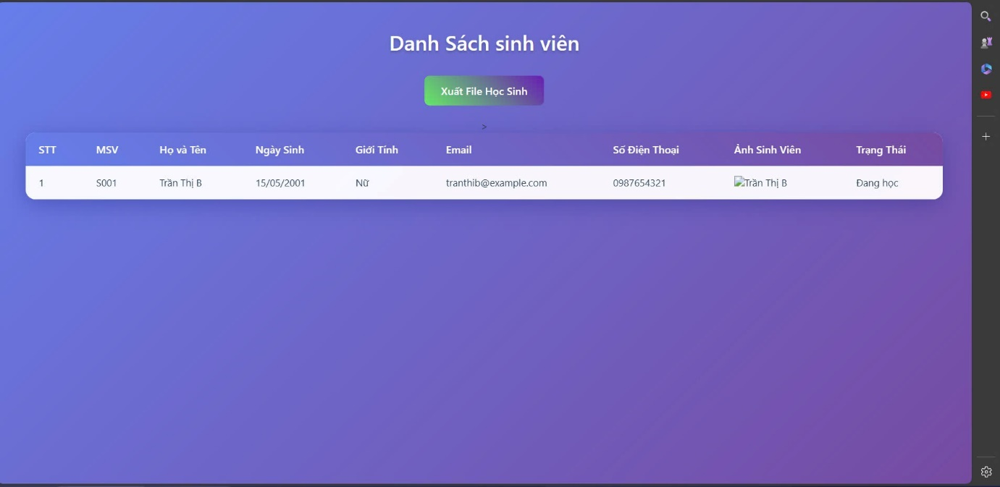 Danh Sách sinh viên
Xuất File Học Sinh
>
STT MSV Họ và Tên Ngày Sinh Giới Tính Email Số Điện Thoại Ảnh Sinh Viên Trạng Thái
1 S001 Trần Thị B 15/05/2001 Nữ tranthib@example.com 0987654321 Trần Thị B Đang học